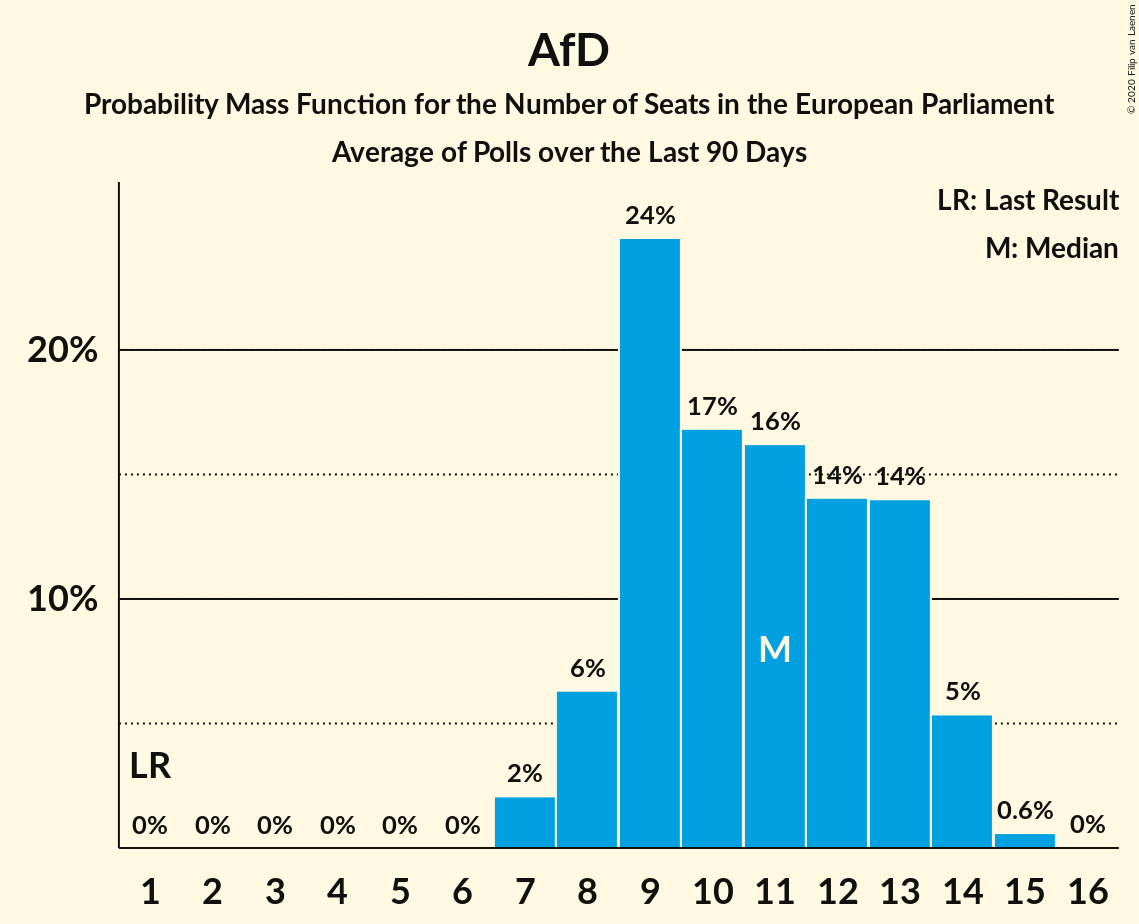 AfD
Probability Mass Function for the Number of Seats in the European Parliament
Average of Polls over the Last 90 Days
© 2020 Filip van Laenen
LR: Last Result
M: Median
24%
20%
17%
16%
14%
14%
10%
M
6%
5%
LR
2%
0%
0%
0%
0%
0%
0%
0.6%
0%
1 2 3 4 5 6 7 8 9 10 11 12 13 14 15 16